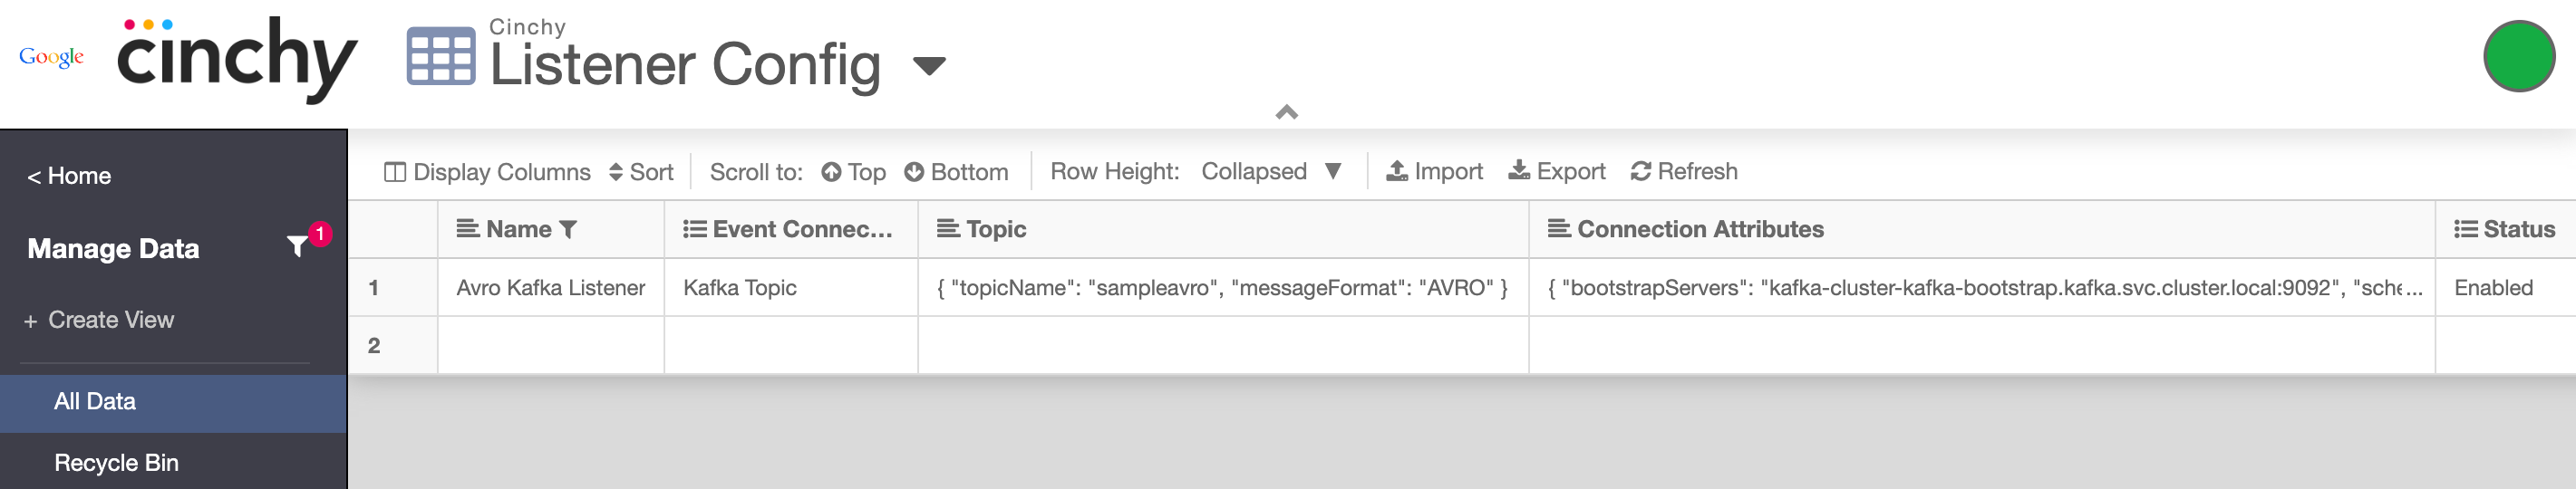 Google
cinchy
Cinchy
Listener Config
< Home
Manage Data 1
+ Create View
All Data
Recycle Bin
Display Columns Sort Scroll to: Top Bottom Row Height: Collapsed ▼ Import Export Refresh
Name Event Connec... Topic Connection Attributes Status
1 Avro Kafka Listener Kafka Topic { "topicName": "sampleavro", "messageFormat": "AVRO" } { "bootstrapServers": "kafka-cluster-kafka-bootstrap.kafka.svc.cluster.local:9092", "sche... Enabled
2